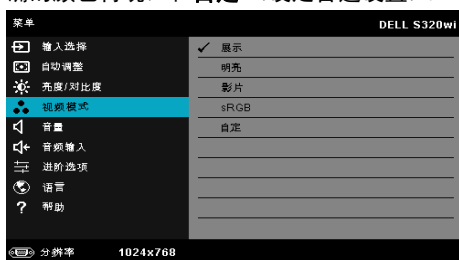 菜单 DELL S320wi
输入选择 ✓ 展示
自动调整 明亮
亮度/对比度 影片
视频模式 sRGB
音量 自定
音频输入
进阶选项
语言
帮助
分辨率 1024x768